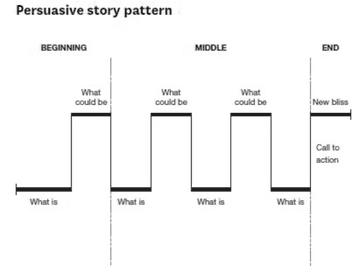 Persuasive story pattern
BEGINNING
MIDDLE
END
What
could be
What
could be
What
could be
New bliss
Call to
action
What is
What is
What is
What is